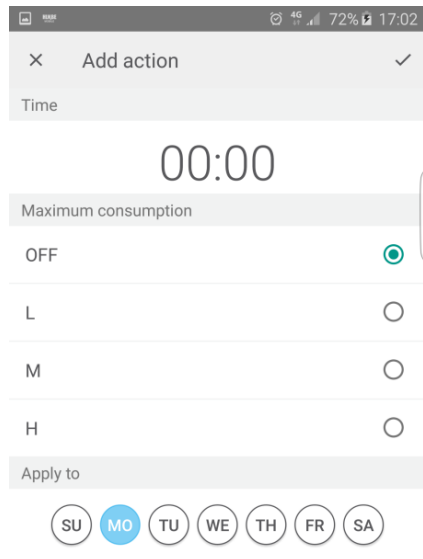 4G 72% 17:02
Add action
Time
00:00
Maximum consumption
OFF
L
M
H
Apply to
SU MO TU WE TH FR SA